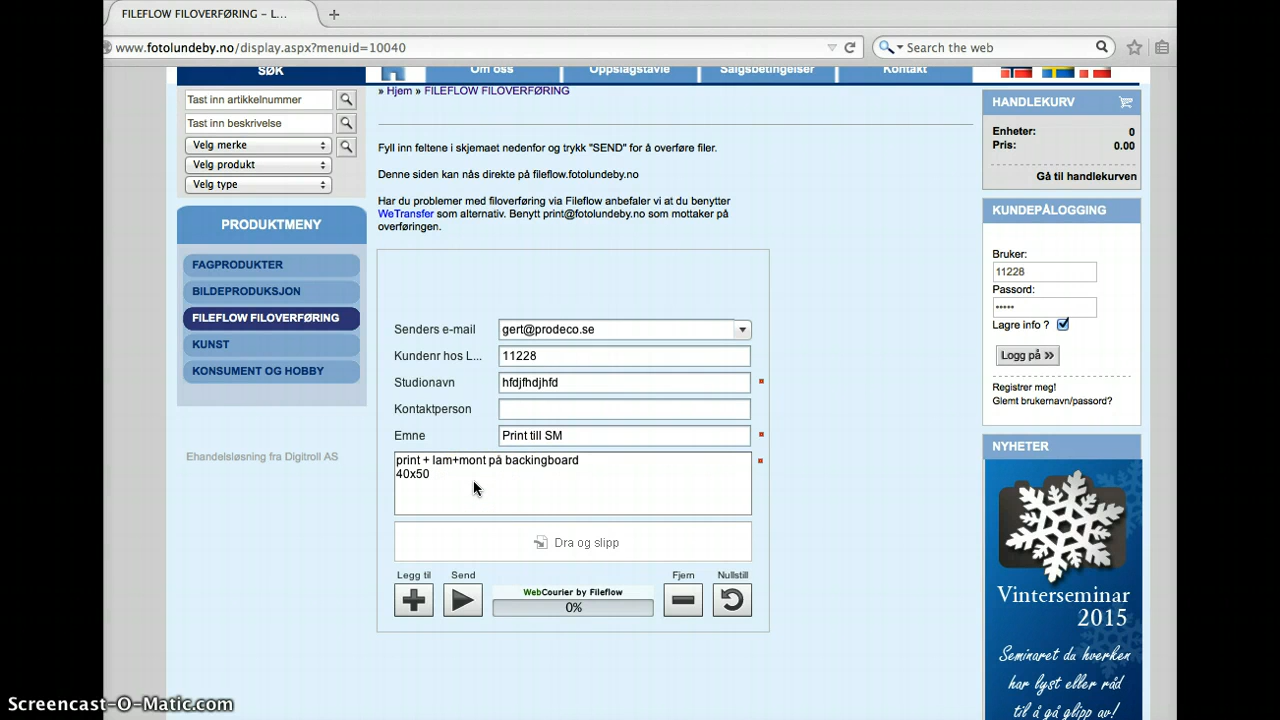 FILEFLOW FILOVERFØRING – L...
www.fotolundeby.no/display.aspx?menuid=10040
Search the web
SØK
Om oss
Oppslagstavle
Salgsbetingelser
Kontakt
Tast inn artikkelnummer
Tast inn beskrivelse
Velg merke
Velg produkt
Velg type
PRODUKTMENY
FAGPRODUKTER
BILDEPRODUKSJON
FILEFLOW FILOVERFØRING
KUNST
KONSUMENT OG HOBBY
Ehandelsløsning fra Digitroll AS
» Hjem » FILEFLOW FILOVERFØRING
Fyll inn feltene i skjemaet nedenfor og trykk "SEND" for å overføre filer.
Denne siden kan nås direkte på fileflow.fotolundeby.no
Har du problemer med filoverføring via Fileflow anbefaler vi at du benytter
WeTransfer som alternativ. Benytt print@fotolundeby.no som mottaker på
overføringen.
Senders e-mail
gert@prodeco.se
Kundenr hos L...
11228
Studionavn
hfdjfhdjhfd
Kontaktperson
Emne
Print till SM
print + lam+mont på backingboard
40x50
Dra og slipp
Legg til
Send
WebCourier by Fileflow
0%
Fjern
Nullstill
HANDLEKURV
Enheter: 0
Pris: 0.00
Gå til handlekurven
KUNDEPÅLOGGING
Bruker:
11228
Passord:
•••••
Lagre info ?
Logg på »
Registrer meg!
Glemt brukernavn/passord?
NYHETER
Vinterseminar
2015
Seminaret du hverken
har lyst eller råd
til å gå glipp av!
Screencast-O-Matic.com